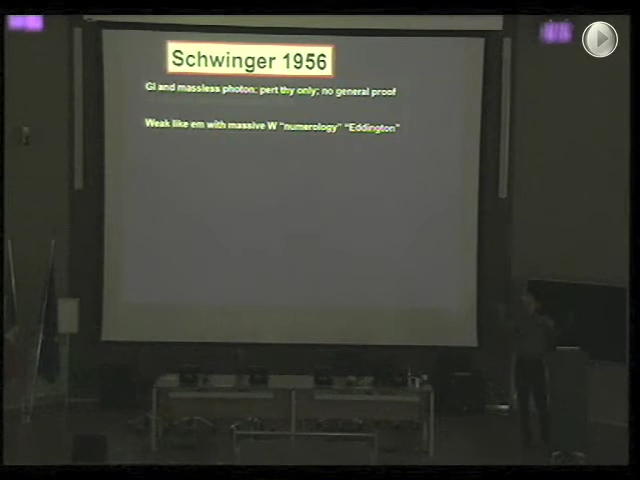 Schwinger 1956
GI and massless photon: pert thy only; no general proof
Weak like em with massive W "numerology" "Eddington"